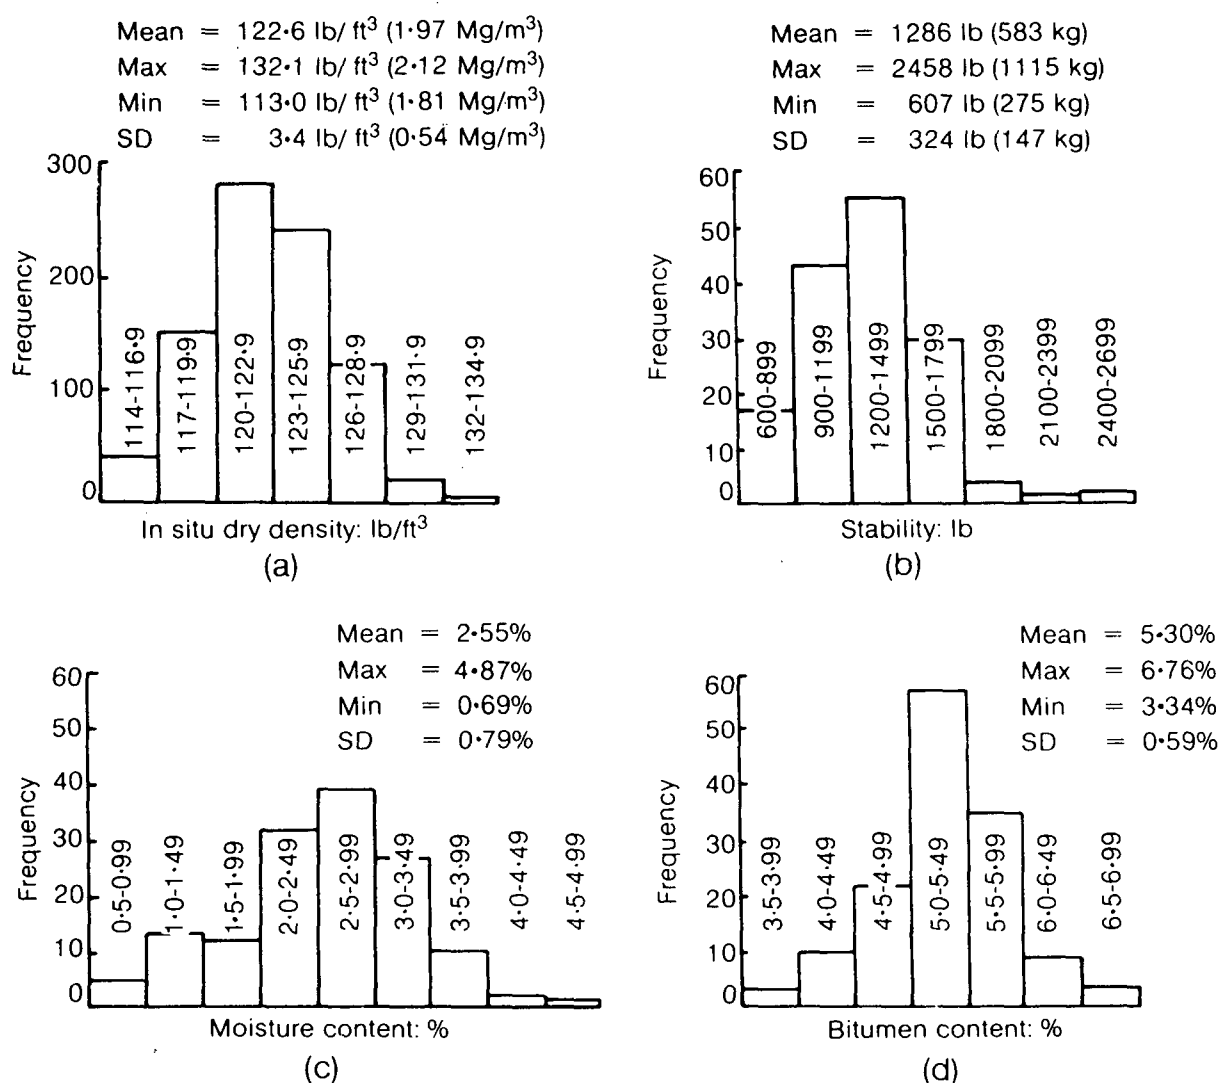 Mean = 122·6 lb/ ft³ (1·97 Mg/m³)
Max = 132·1 lb/ ft³ (2·12 Mg/m³)
Min = 113·0 lb/ ft³ (1·81 Mg/m³)
SD = 3·4 lb/ ft³ (0·54 Mg/m³)
300
200
100
0
Frequency
114-116·9
117-119·9
120-122·9
123-125·9
126-128·9
129-131·9
132-134·9
In situ dry density: lb/ft³
(a)
Mean = 1286 lb (583 kg)
Max = 2458 lb (1115 kg)
Min = 607 lb (275 kg)
SD = 324 lb (147 kg)
60
50
40
30
20
10
0
Frequency
600-899
900-1199
1200-1499
1500-1799
1800-2099
2100-2399
2400-2699
Stability: lb
(b)
Mean = 2·55%
Max = 4·87%
Min = 0·69%
SD = 0·79%
60
50
40
30
20
10
0
Frequency
0·5-0·99
1·0-1·49
1·5-1·99
2·0-2·49
2·5-2·99
3·0-3·49
3·5-3·99
4·0-4·49
4·5-4·99
Moisture content: %
(c)
Mean = 5·30%
Max = 6·76%
Min = 3·34%
SD = 0·59%
60
50
40
30
20
10
0
Frequency
3·5-3·99
4·0-4·49
4·5-4·99
5·0-5·49
5·5-5·99
6·0-6·49
6·5-6·99
Bitumen content: %
(d)